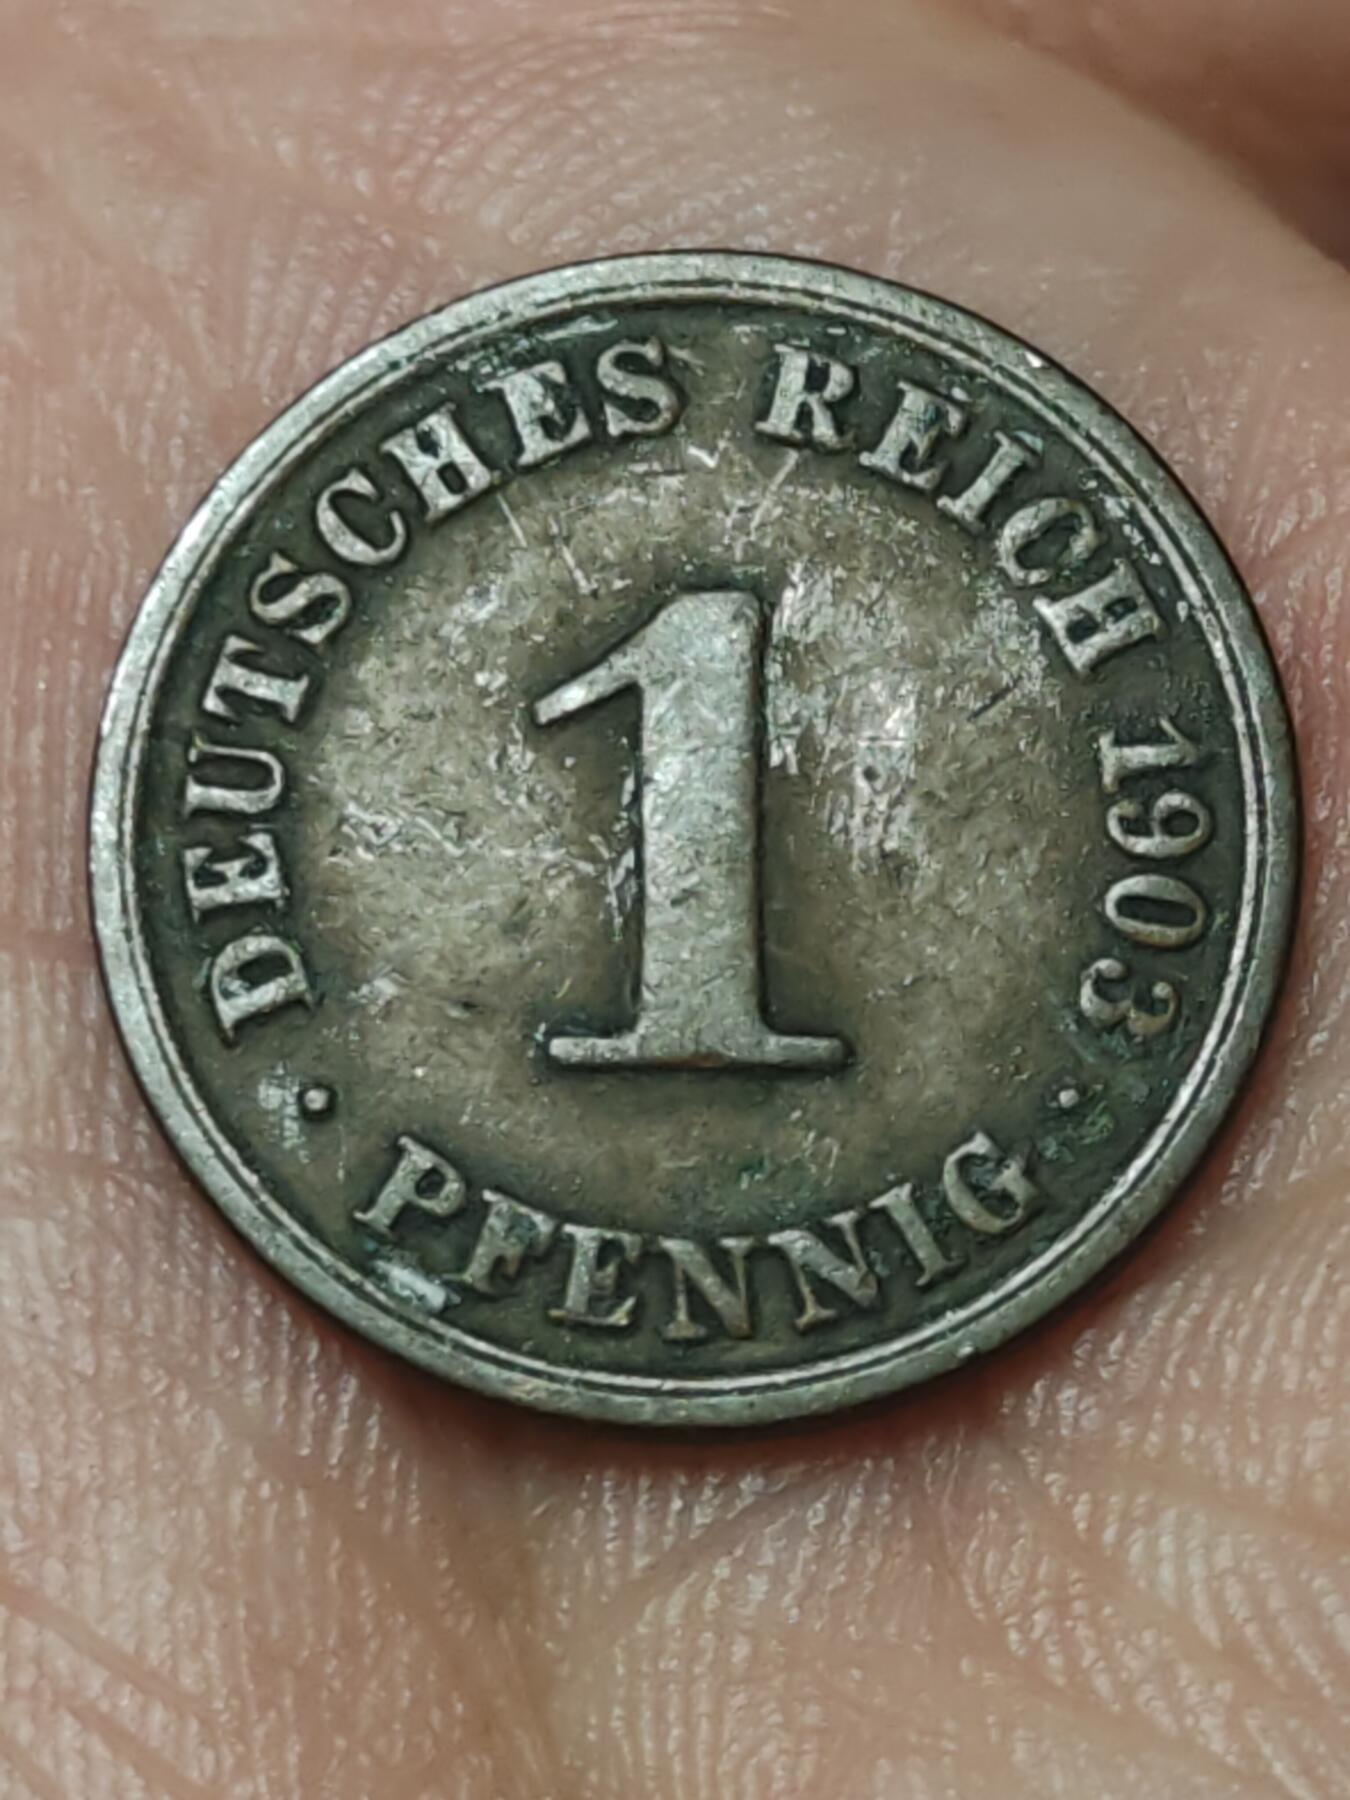 DEUTSCHES REICH 1903
1
· PFENNIG ·